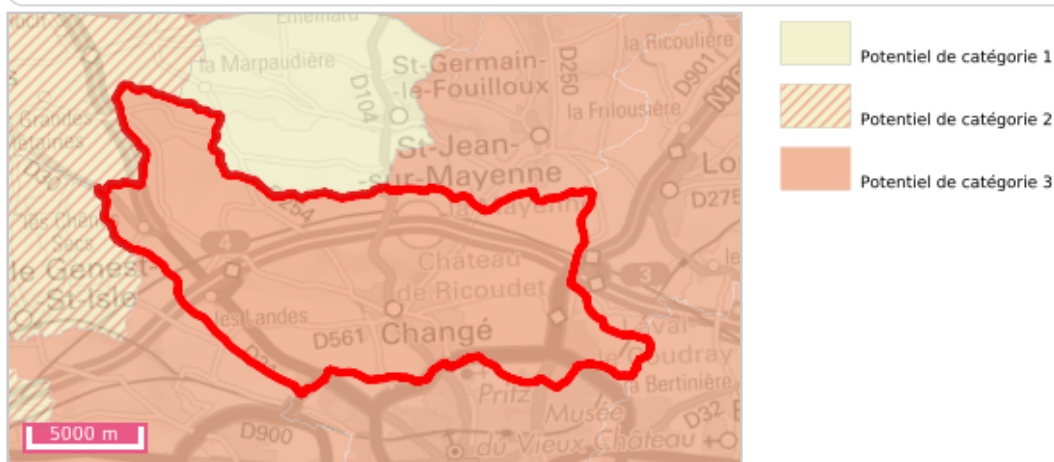 la Marpaudière
D104
St-Germain-
-le-Fouilloux
D250
la Ricoulière
D901
la Frilousière
Grandes
D30
St-Jean-
-sur-Mayenne
D275
la Mayenne
D254
les Chênes
Secs
4
3
le Genest-
-St-Isle
Château
de Ricoudet
les Landes
D561
Changé
Laval-
le Coudray
la Bertinière
Pritz
Musée
D32
du Vieux Château
D900
5000 m
Potentiel de catégorie 1
Potentiel de catégorie 2
Potentiel de catégorie 3